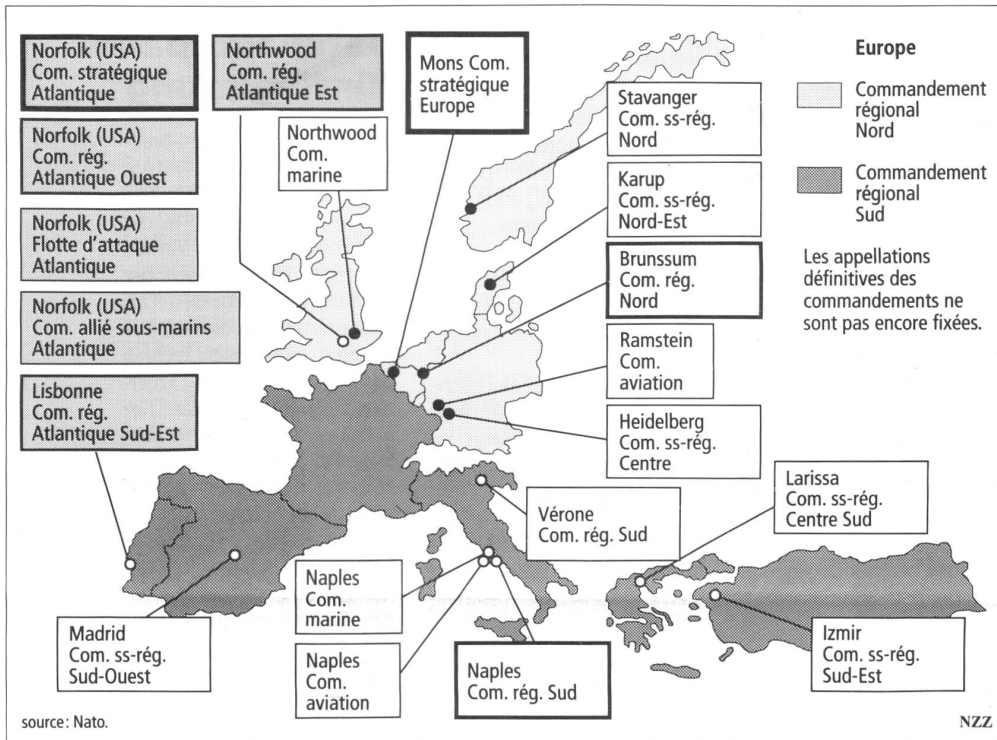 Norfolk (USA)
Com. stratégique
Atlantique
Northwood
Com. rég.
Atlantique Est
Mons Com.
stratégique
Europe
Norfolk (USA)
Com. rég.
Atlantique Ouest
Northwood
Com.
marine
Norfolk (USA)
Flotte d'attaque
Atlantique
Norfolk (USA)
Com. allié sous-marins
Atlantique
Lisbonne
Com. rég.
Atlantique Sud-Est
Stavanger
Com. ss-rég.
Nord
Karup
Com. ss-rég.
Nord-Est
Brunssum
Com. rég.
Nord
Ramstein
Com.
aviation
Heidelberg
Com. ss-rég.
Centre
Europe
Commandement
régional
Nord
Commandement
régional
Sud
Les appellations
définitives des
commandements ne
sont pas encore fixées.
Larissa
Com. ss-rég.
Centre Sud
Vérone
Com. rég. Sud
Naples
Com.
marine
Madrid
Com. ss-rég.
Sud-Ouest
Naples
Com.
aviation
Naples
Com. rég. Sud
Izmir
Com. ss-rég.
Sud-Est
source: Nato.
NZZ